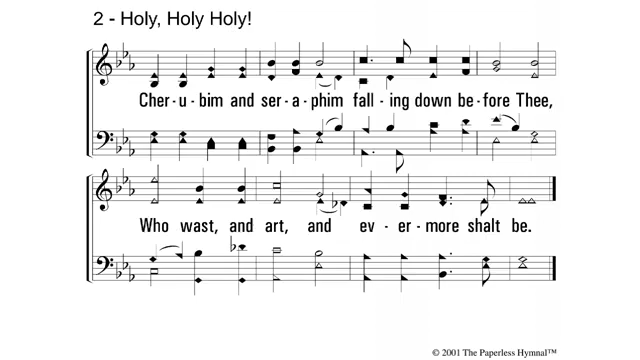 2 - Holy, Holy Holy!
Cher - u - bim and ser - a - phim fall - ing down be - fore Thee,
Who wast, and art, and ev - er - more shalt be.
© 2001 The Paperless Hymnal™